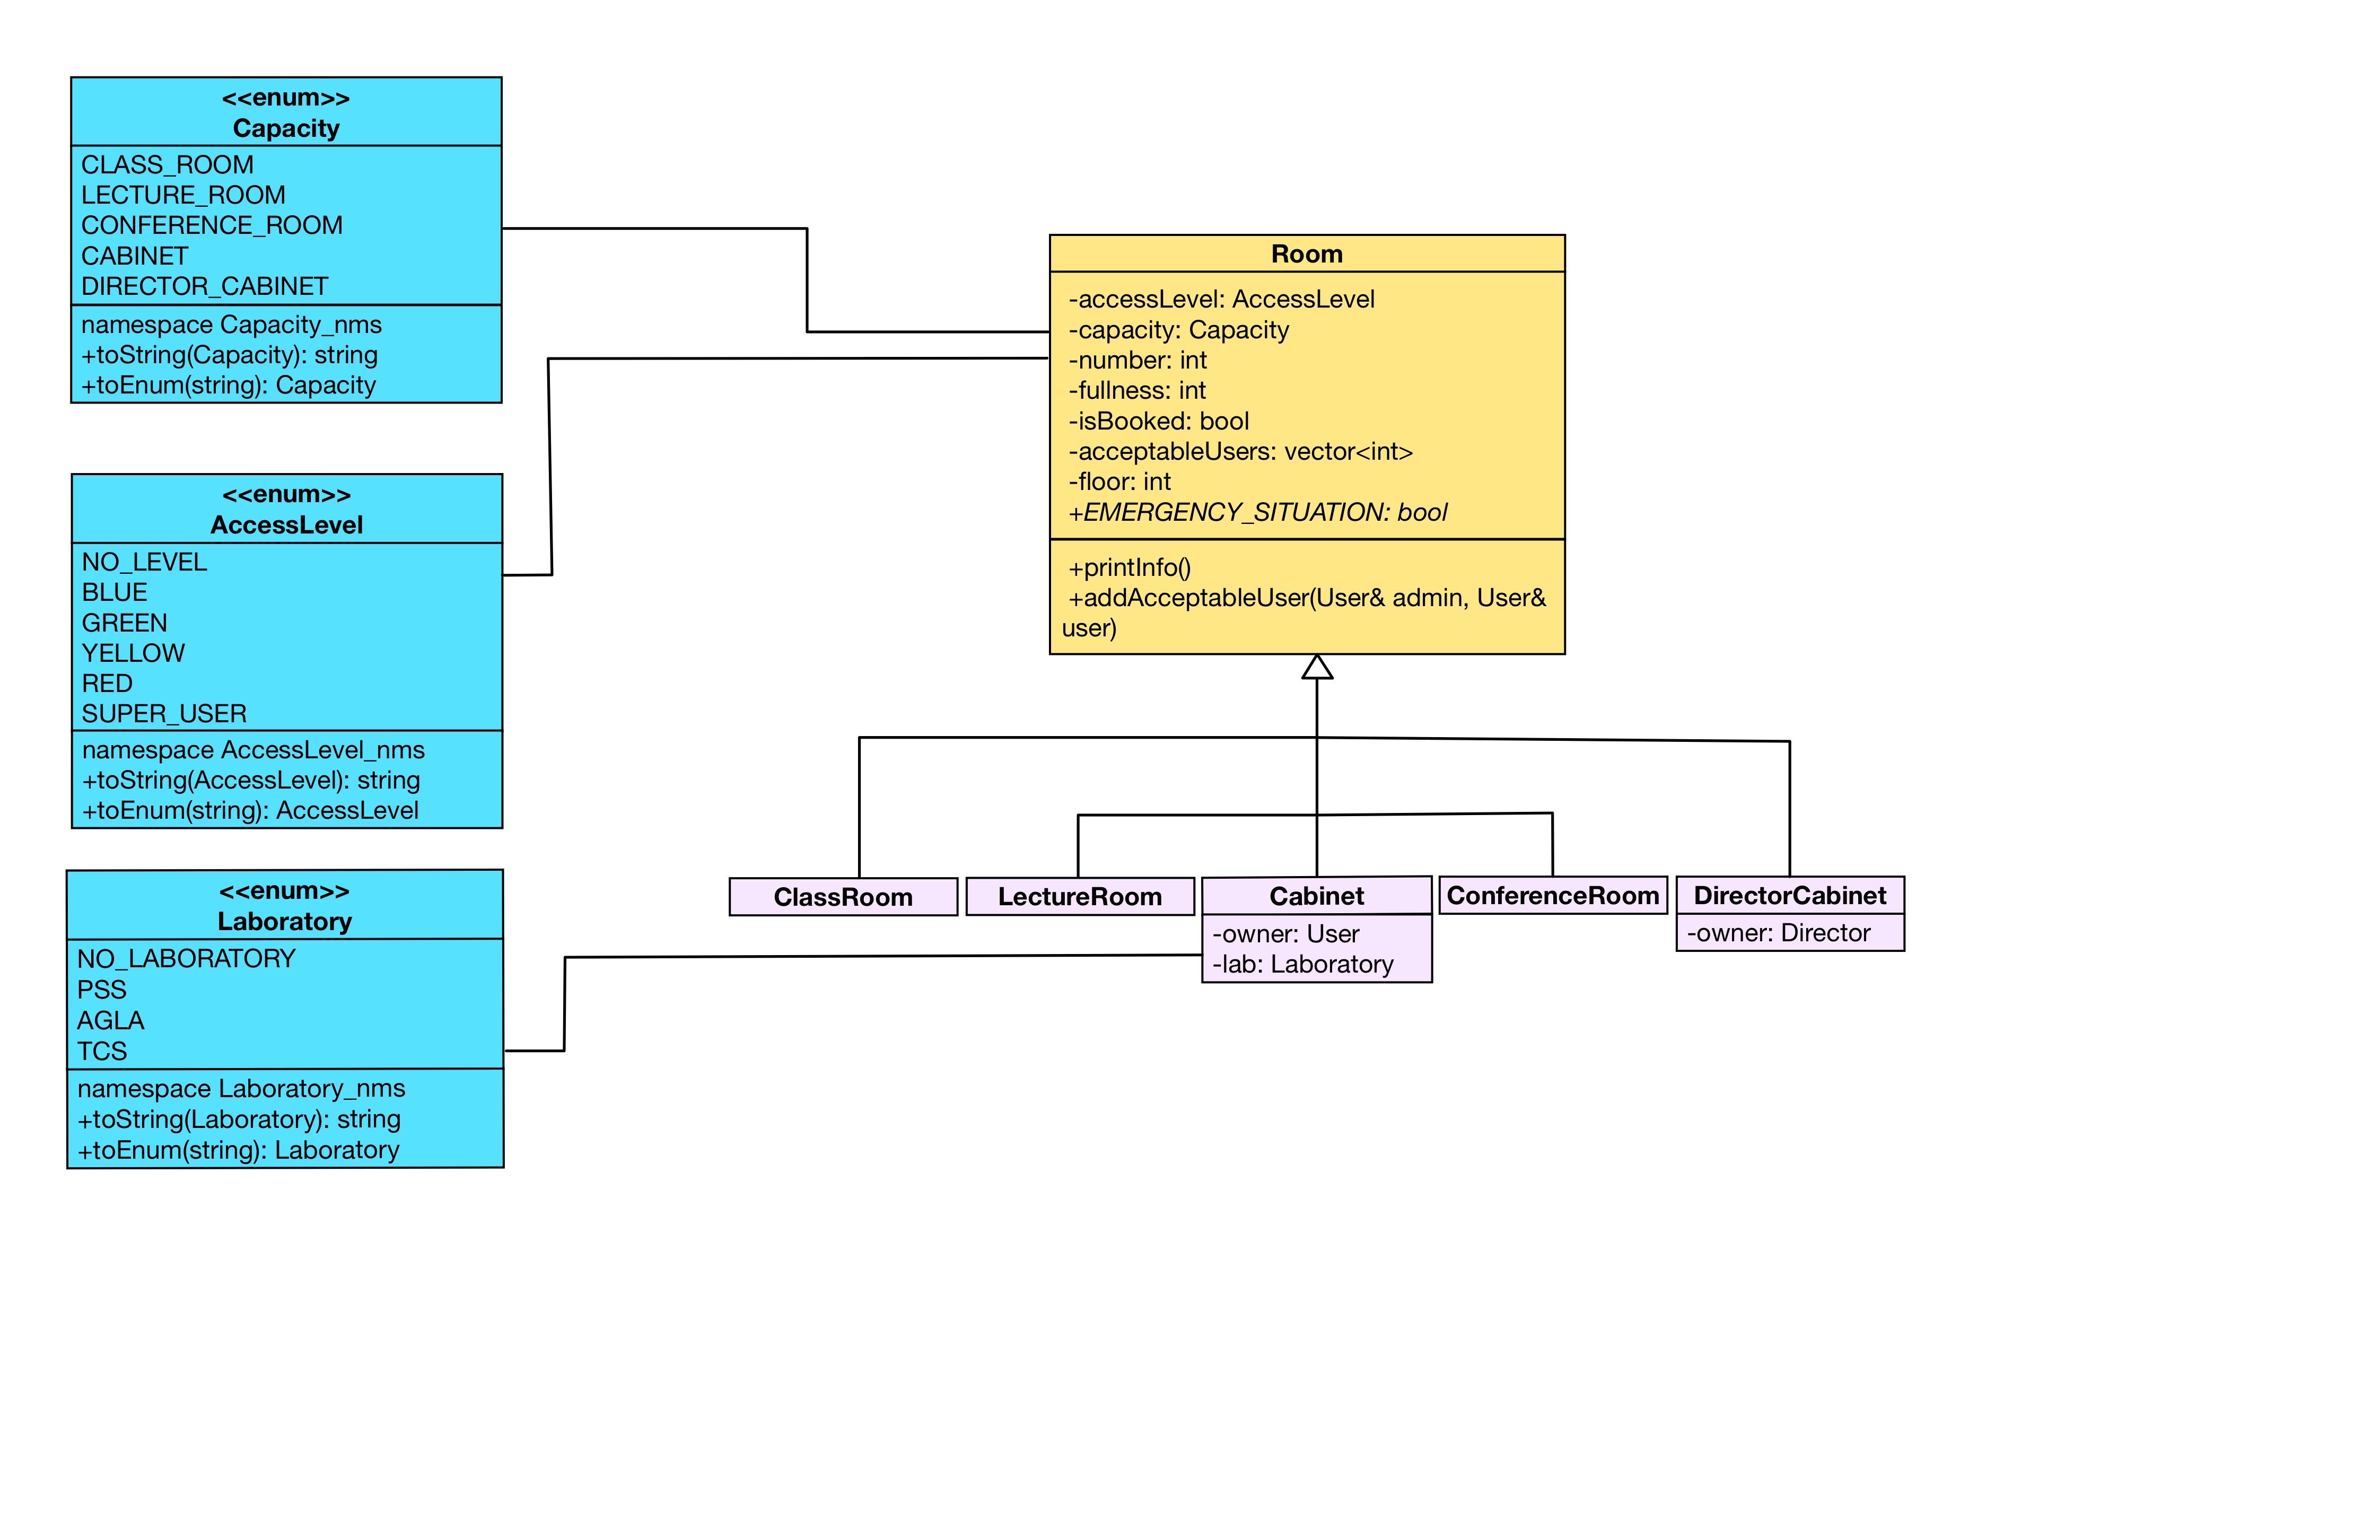 <<enum>>
Capacity
CLASS_ROOM
LECTURE_ROOM
CONFERENCE_ROOM
CABINET
DIRECTOR_CABINET
namespace Capacity_nms
+toString(Capacity): string
+toEnum(string): Capacity
<<enum>>
AccessLevel
NO_LEVEL
BLUE
GREEN
YELLOW
RED
SUPER_USER
namespace AccessLevel_nms
+toString(AccessLevel): string
+toEnum(string): AccessLevel
<<enum>>
Laboratory
NO_LABORATORY
PSS
AGLA
TCS
namespace Laboratory_nms
+toString(Laboratory): string
+toEnum(string): Laboratory
Room
-accessLevel: AccessLevel
-capacity: Capacity
-number: int
-fullness: int
-isBooked: bool
-acceptableUsers: vector<int>
-floor: int
+EMERGENCY_SITUATION: bool
+printInfo()
+addAcceptableUser(User& admin, User&
user)
ClassRoom
LectureRoom
Cabinet
-owner: User
-lab: Laboratory
ConferenceRoom
DirectorCabinet
-owner: Director